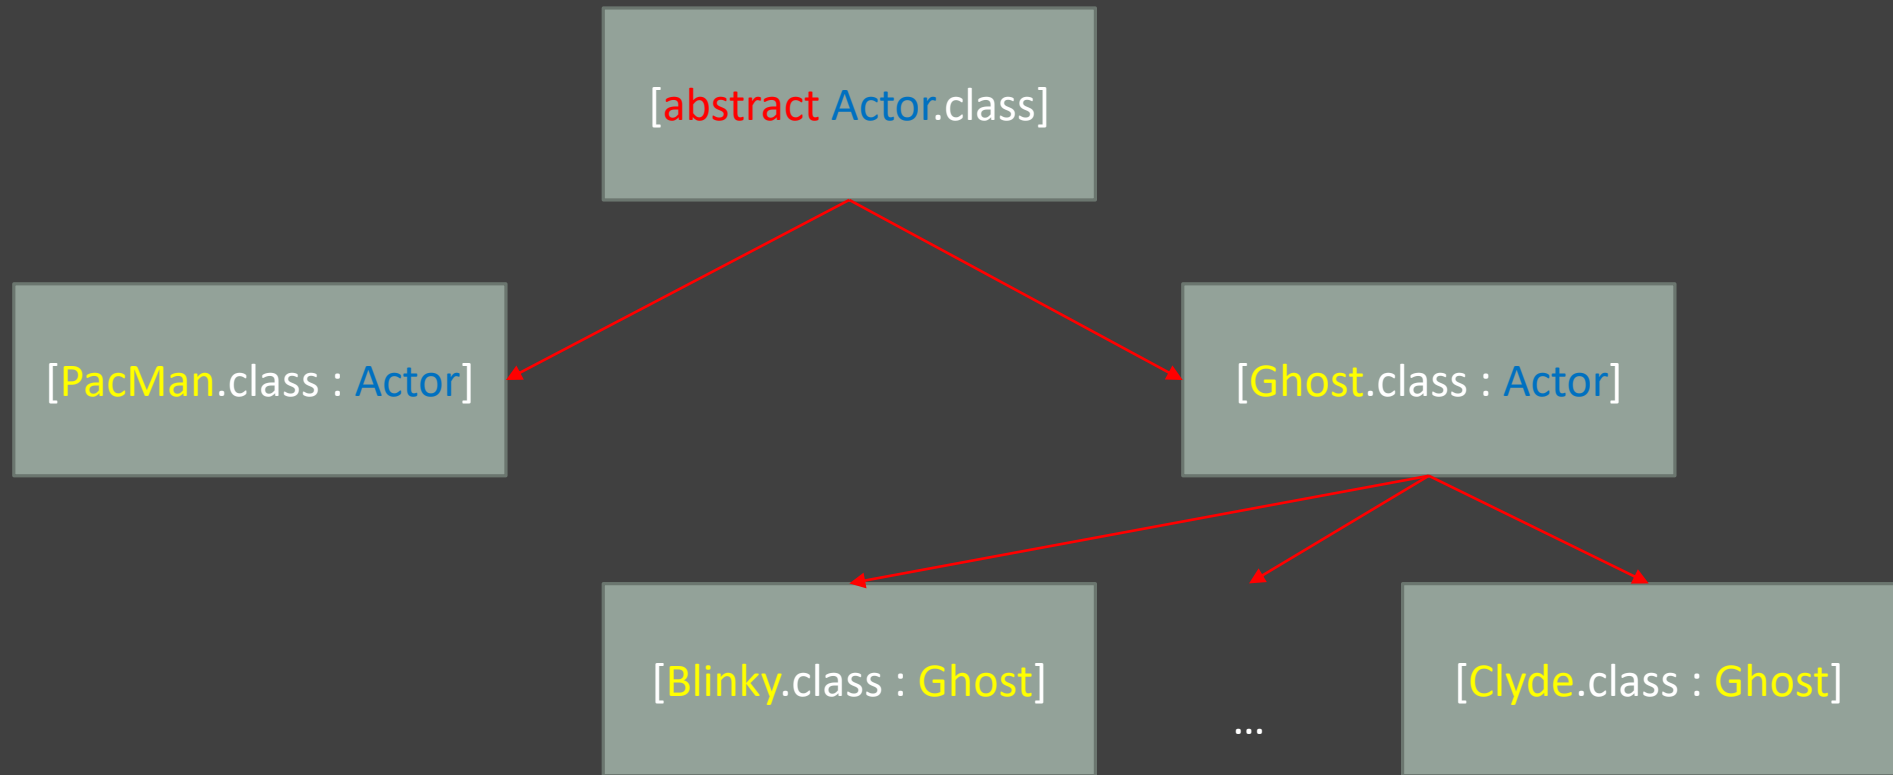 [abstract Actor.class]
[PacMan.class : Actor]
[Ghost.class : Actor]
[Blinky.class : Ghost]
...
[Clyde.class : Ghost]